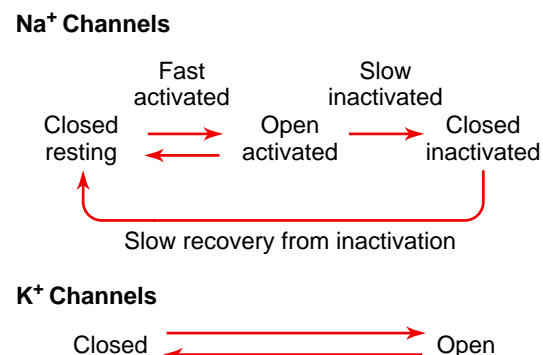 Na+ Channels
Fast Slow
activated inactivated
Closed Open Closed
resting activated inactivated
Slow recovery from inactivation
K+ Channels
Closed Open